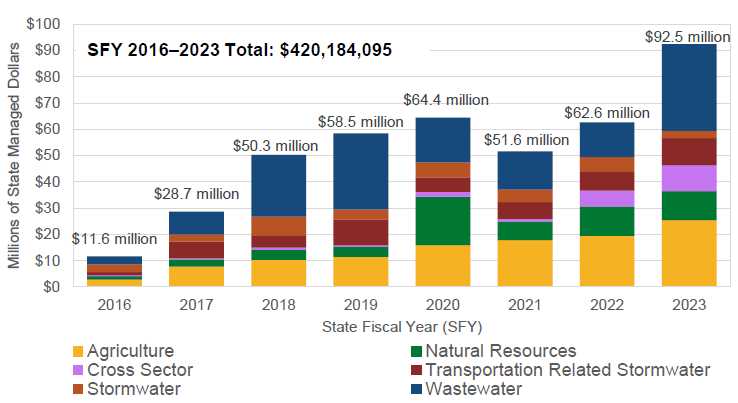 $100
$90
$80
$70
$60
$50
$40
$30
$20
$10
$0
Millions of State Managed Dollars
SFY 2016–2023 Total: $420,184,095
$11.6 million
$28.7 million
$50.3 million
$58.5 million
$64.4 million
$51.6 million
$62.6 million
$92.5 million
2016 2017 2018 2019 2020 2021 2022 2023
State Fiscal Year (SFY)
Agriculture
Natural Resources
Cross Sector
Transportation Related Stormwater
Stormwater
Wastewater